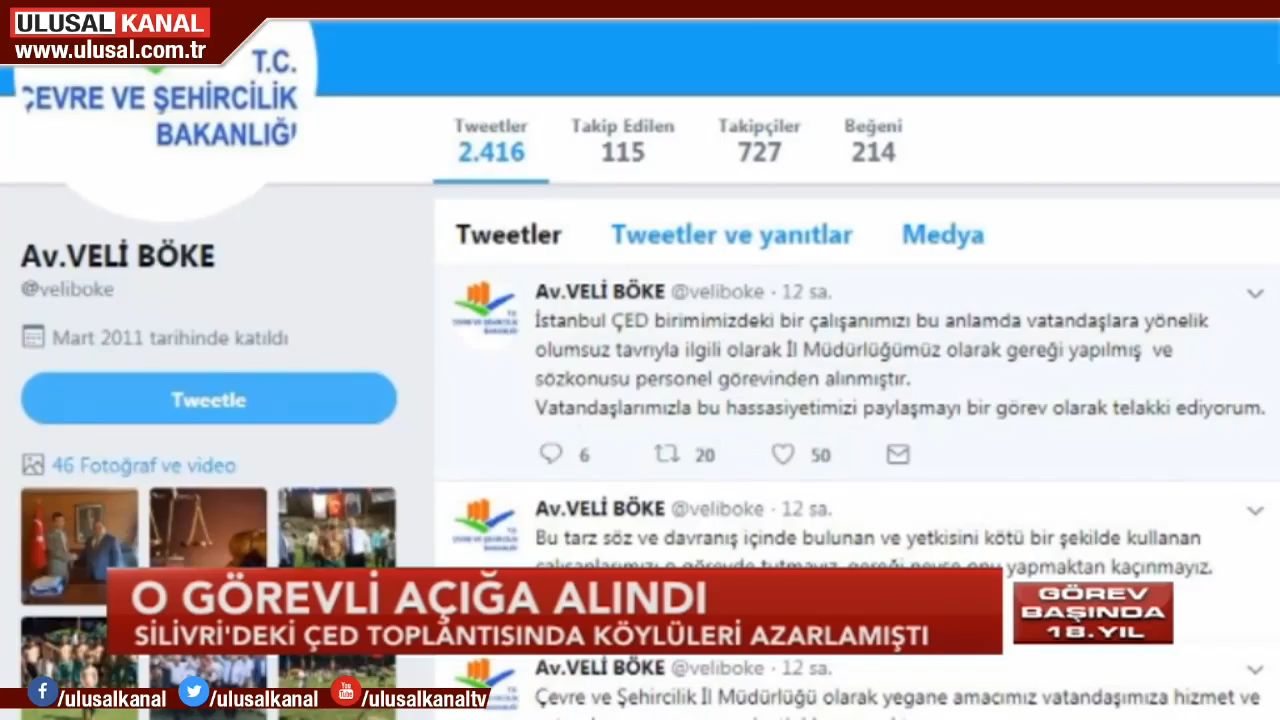 ULUSAL KANAL
www.ulusal.com.tr
T.C.
ÇEVRE VE ŞEHİRCİLİK
BAKANLIĞI
Tweetler Takip Edilen Takipçiler Beğeni
2.416 115 727 214
Av.VELİ BÖKE
@veliboke
Mart 2011 tarihinde katıldı
Tweetle
46 Fotoğraf ve video
Tweetler Tweetler ve yanıtlar Medya
Av.VELİ BÖKE @veliboke · 12 sa.
İstanbul ÇED birimimizdeki bir çalışanımızı bu anlamda vatandaşlara yönelik
olumsuz tavrıyla ilgili olarak İl Müdürlüğümüz olarak gereği yapılmış ve
sözkonusu personel görevinden alınmıştır.
Vatandaşlarımızla bu hassasiyetimizi paylaşmayı bir görev olarak telakki ediyorum.
6 20 50
Av.VELİ BÖKE @veliboke · 12 sa.
Bu tarz söz ve davranış içinde bulunan ve yetkisini kötü bir şekilde kullanan
çalışanlarımızı o görevde tutmayız, gereği neyse onu yapmaktan kaçınmayız.
O GÖREVLİ AÇIĞA ALINDI
SİLİVRİ'DEKİ ÇED TOPLANTISINDA KÖYLÜLERİ AZARLAMIŞTI
GÖREV
BAŞINDA
18.YIL
Av.VELİ BÖKE @veliboke · 12 sa.
Çevre ve Şehircilik İl Müdürlüğü olarak yegane amacımız vatandaşımıza hizmet ve
/ulusalkanal /ulusalkanal /ulusalkanaltv